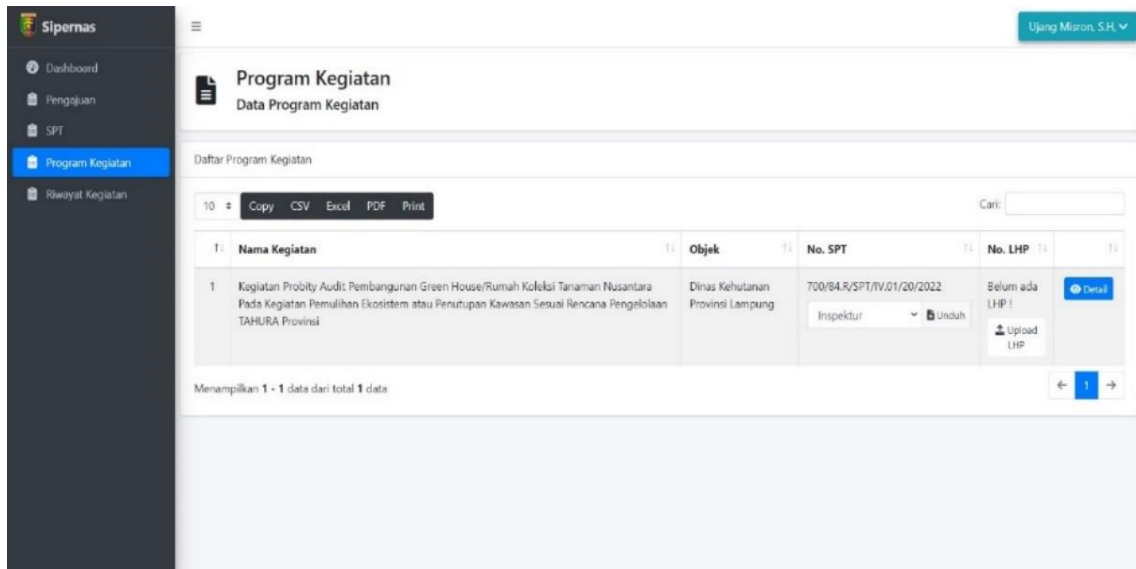 Sipernas
Ujang Misron, S.H,
Dashboard
Pengajuan
SPT
Program Kegiatan
Riwayat Kegiatan
Program Kegiatan
Data Program Kegiatan
Daftar Program Kegiatan
10 Copy CSV Excel PDF Print
Cari:
Nama Kegiatan Objek No. SPT No. LHP
1 Kegiatan Probity Audit Pembangunan Green House/Rumah Koleksi Tanaman Nusantara
Pada Kegiatan Pemulihan Ekosistem atau Penutupan Kawasan Sesuai Rencana Pengelolaan
TAHURA Provinsi
Dinas Kehutanan
Provinsi Lampung
700/84.R/SPT/IV.01/20/2022
Inspektur Unduh
Belum ada
LHP !
Upload
LHP
Detail
Menampilkan 1 - 1 data dari total 1 data
← 1 →